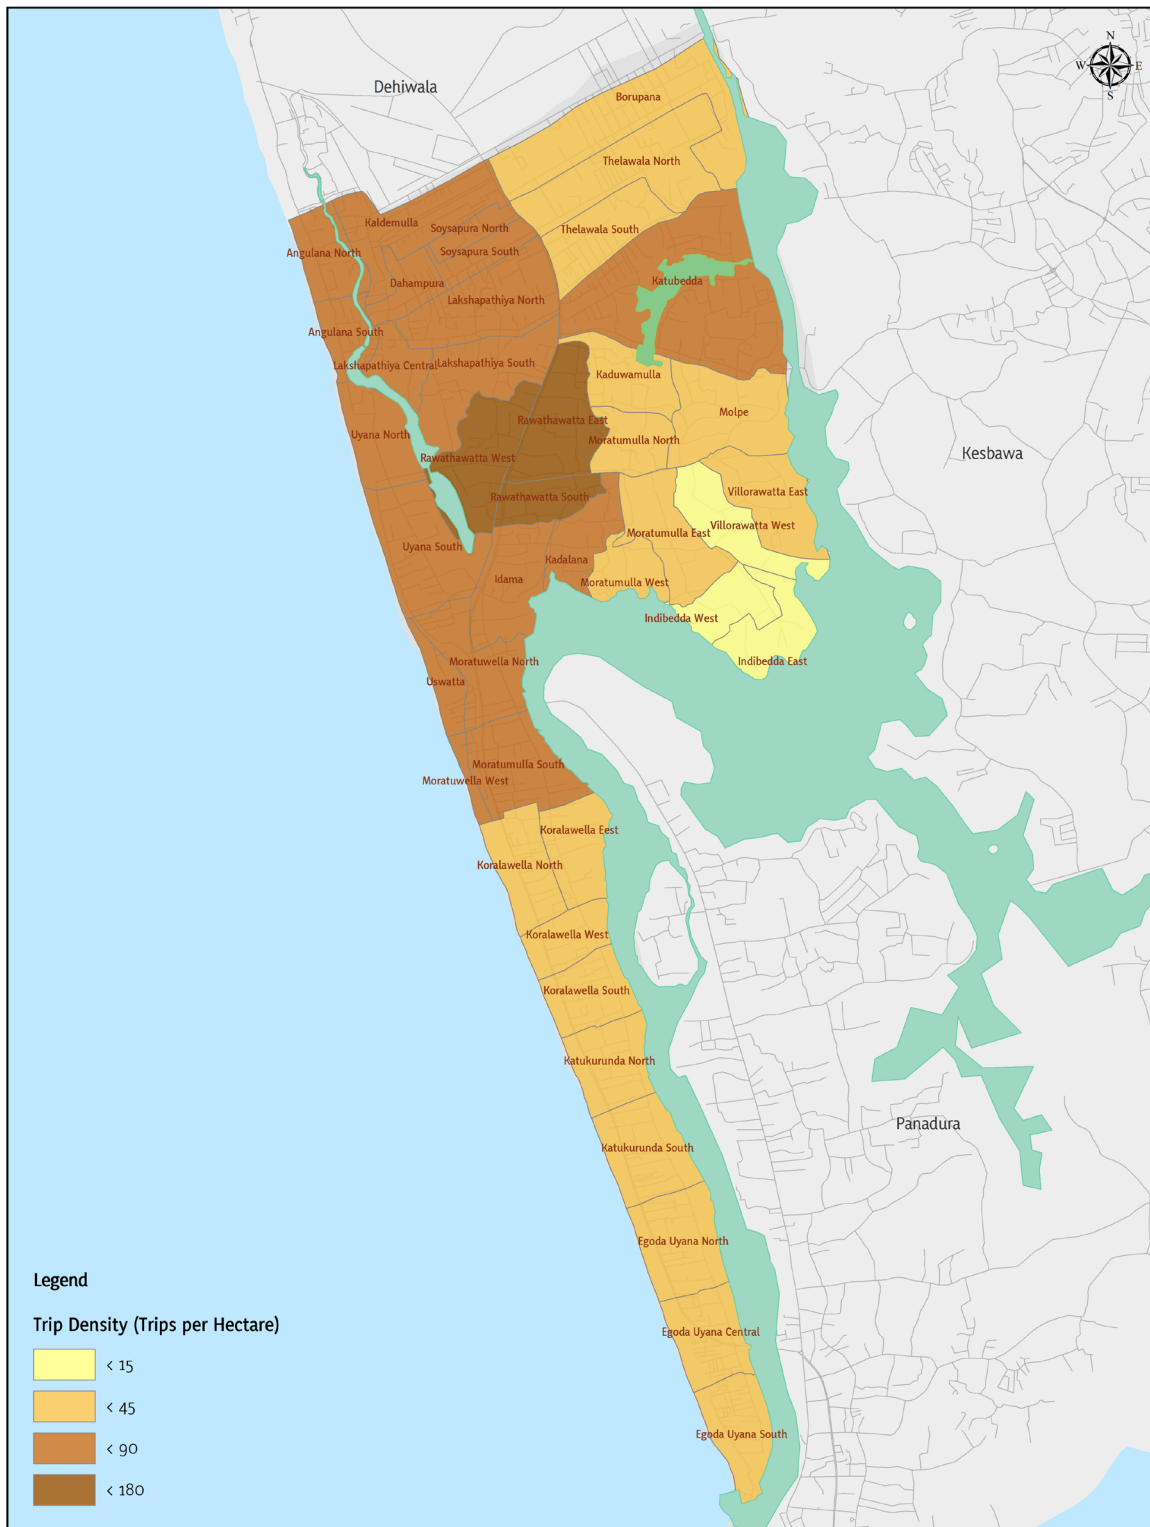 N
W E
S
Dehiwala
Borupana
Thelawala North
Kaldemulla
Soysapura North
Thelawala South
Angulana North
Soysapura South
Dahampura
Katubedda
Lakshapathiya North
Angulana South
Lakshapathiya Central
Lakshapathiya South
Kaduwamulla
Molpe
Rawathawatta East
Uyana North
Moratumulla North
Kesbawa
Rawathawatta West
Villorawatta East
Rawathawatta South
Villorawatta West
Moratumulla East
Uyana South
Kadalana
Idama
Moratumulla West
Indibedda West
Moratuwella North
Indibedda East
Uswatta
Moratumulla South
Moratuwella West
Koralawella Eest
Koralawella North
Koralawella West
Koralawella South
Katukurunda North
Panadura
Katukurunda South
Egoda Uyana North
Egoda Uyana Central
Egoda Uyana South
Legend
Trip Density (Trips per Hectare)
< 15
< 45
< 90
< 180